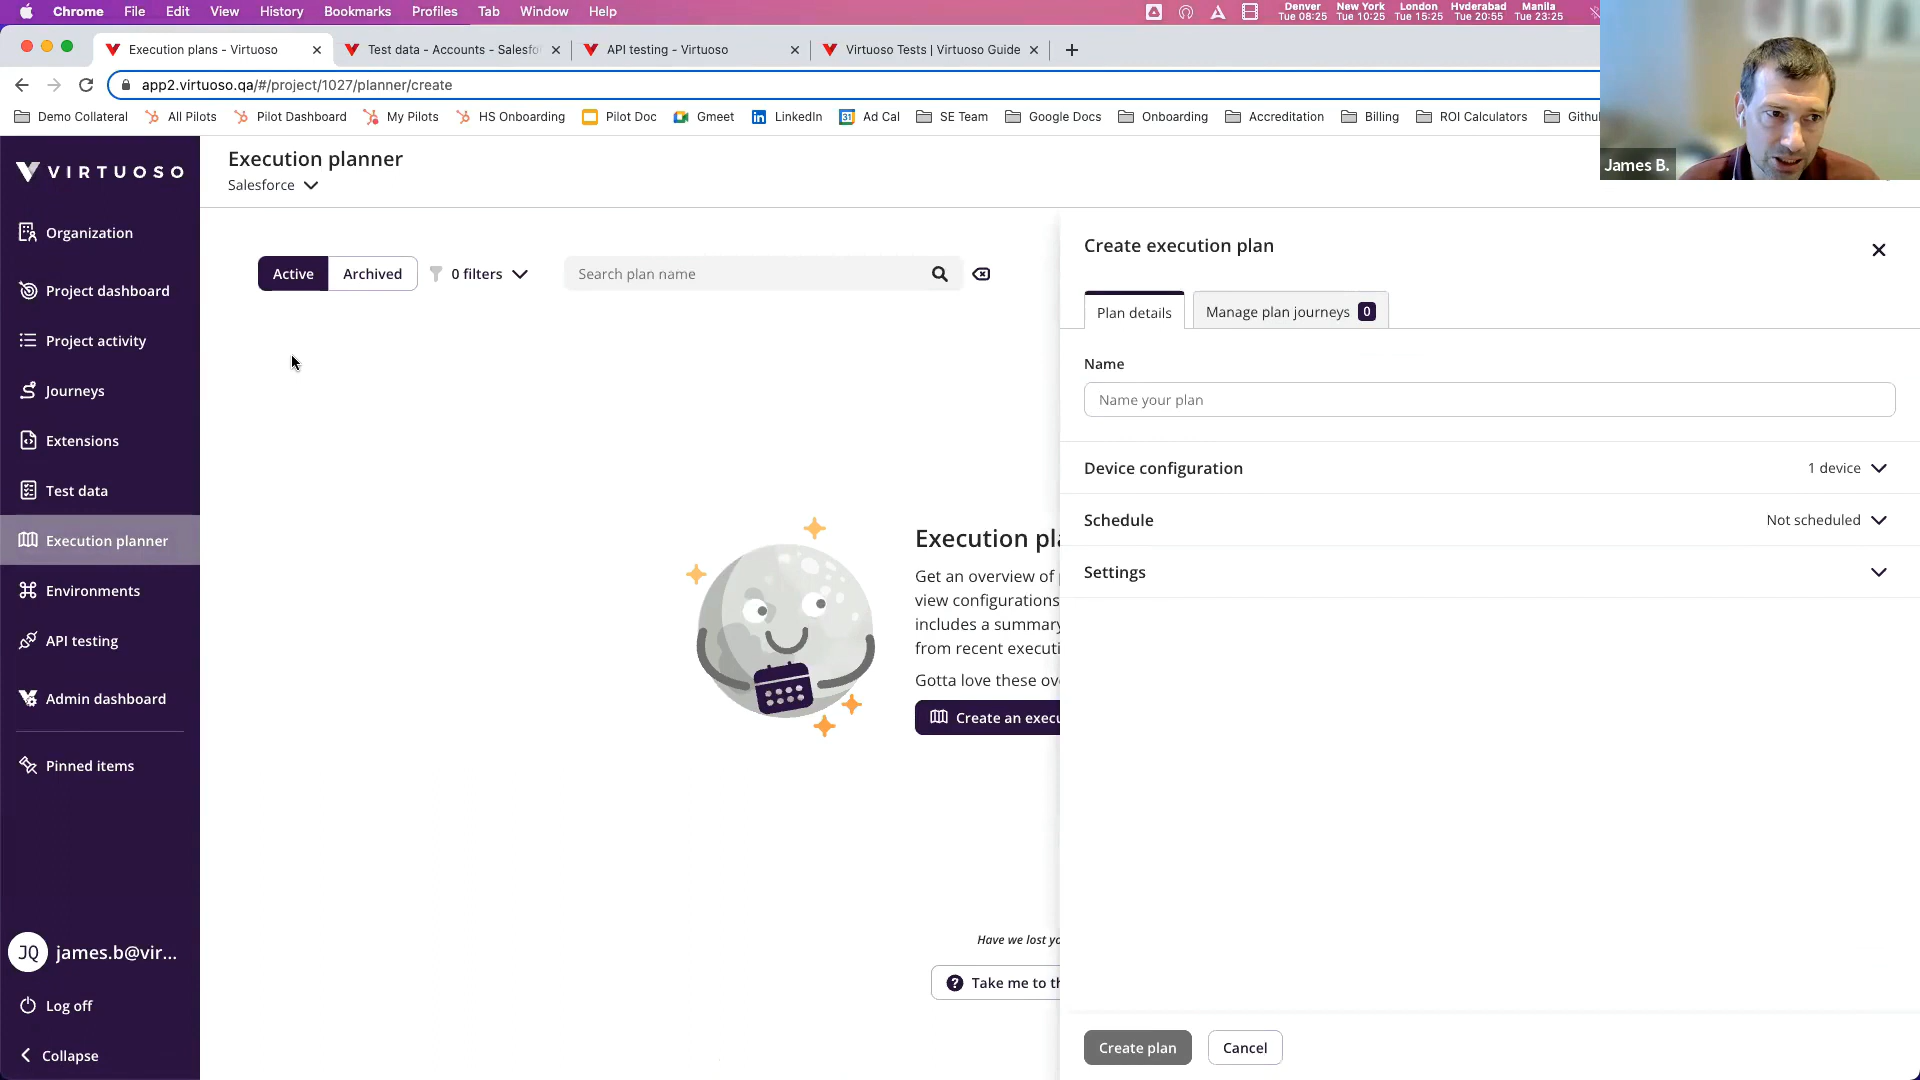 Chrome File Edit View History Bookmarks Profiles Tab Window Help
Denver New York London Hyderabad Manila
Tue 08:25 Tue 10:25 Tue 15:25 Tue 20:55 Tue 23:25
Execution plans - Virtuoso
Test data - Accounts - Salesfo
API testing - Virtuoso
Virtuoso Tests | Virtuoso Guide
app2.virtuoso.qa/#/project/1027/planner/create
Demo Collateral All Pilots Pilot Dashboard My Pilots HS Onboarding Pilot Doc Gmeet LinkedIn Ad Cal SE Team Google Docs Onboarding Accreditation Billing ROI Calculators Githu
James B.
VIRTUOSO
Organization
Project dashboard
Project activity
Journeys
Extensions
Test data
Execution planner
Environments
API testing
Admin dashboard
Pinned items
JQ james.b@vir...
Log off
Collapse
Execution planner
Salesforce
Active Archived 0 filters Search plan name
Execution pla
Get an overview of
view configurations
includes a summary
from recent executi
Gotta love these ov
Create an execu
Have we lost yo
Take me to th
Create execution plan
Plan details Manage plan journeys 0
Name
Name your plan
Device configuration 1 device
Schedule Not scheduled
Settings
Create plan Cancel